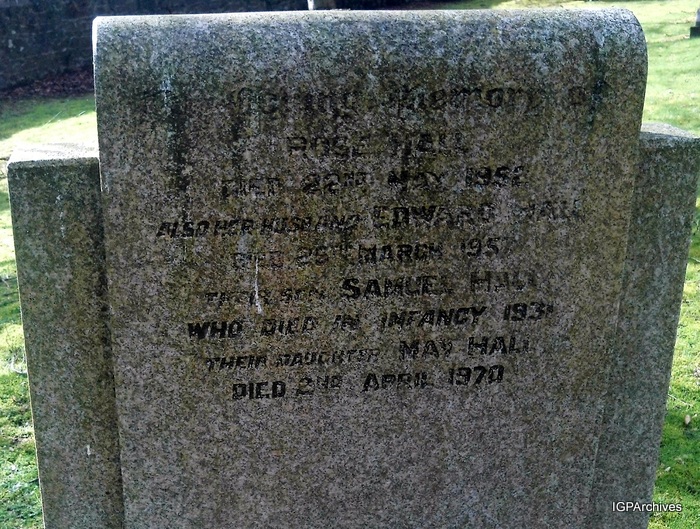 In loving memory of
ROSE HALL
DIED 22ND MAY 1956
ALSO HER HUSBAND EDWARD HALL
DIED 26TH MARCH 1957
THEIR SON SAMUEL HALL
WHO DIED IN INFANCY 1931
THEIR DAUGHTER MAY HALL
DIED 2ND APRIL 1970
IGPArchives